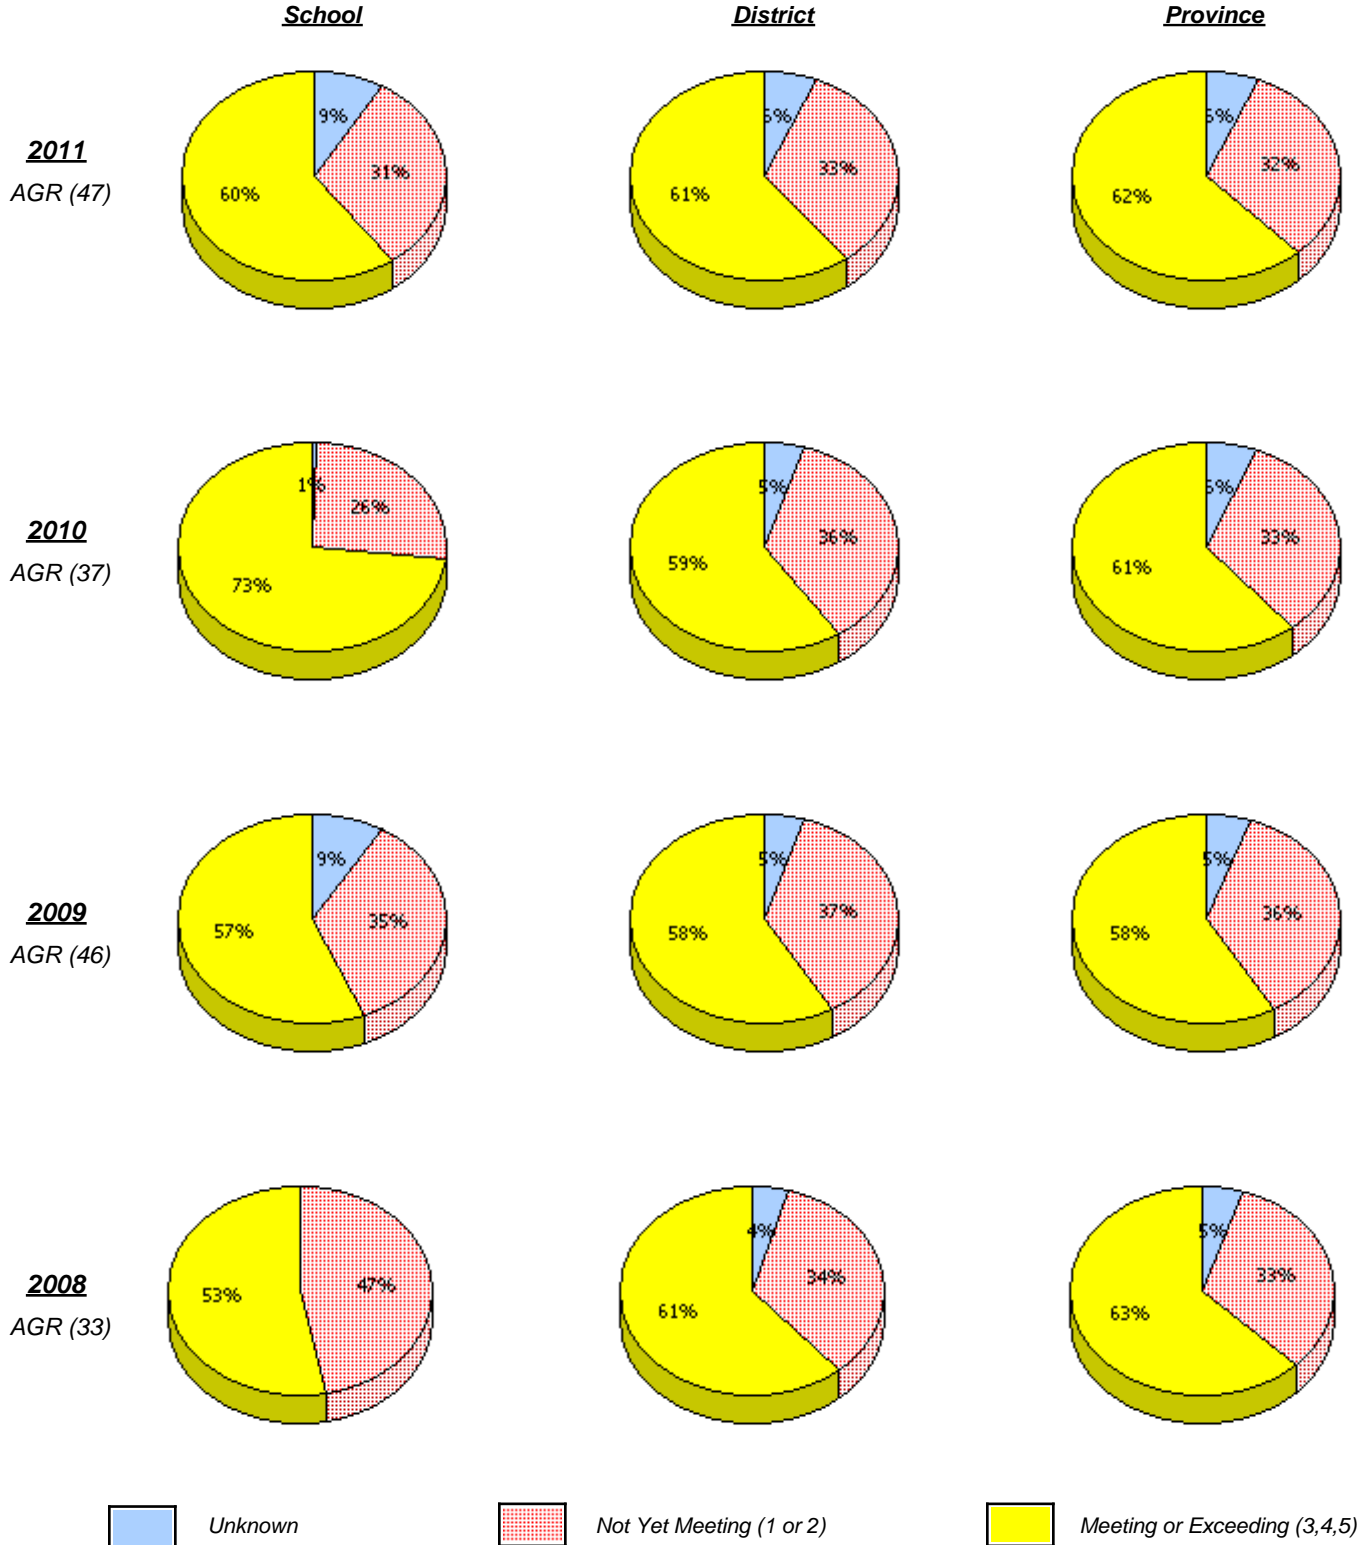 School District Province
9% 6% 6%
2011
31% 33% 32%
AGR (47)
60% 61% 62%
1% 5% 6%
26% 36% 33%
2010
AGR (37)
73% 59% 61%
9% 5% 5%
2009
35% 37% 36%
57% 58% 58%
AGR (46)
4% 5%
2008
47% 34% 33%
53% 61% 63%
AGR (33)
Unknown
Not Yet Meeting (1 or 2)
Meeting or Exceeding (3,4,5)